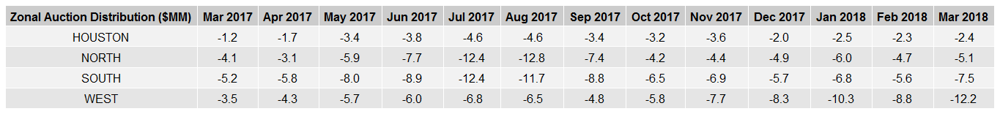 Zonal Auction Distribution ($MM) Mar 2017 Apr 2017 May 2017 Jun 2017 Jul 2017 Aug 2017 Sep 2017 Oct 2017 Nov 2017 Dec 2017 Jan 2018 Feb 2018 Mar 2018
HOUSTON -1.2 -1.7 -3.4 -3.8 -4.6 -4.6 -3.4 -3.2 -3.6 -2.0 -2.5 -2.3 -2.4
NORTH -4.1 -3.1 -5.9 -7.7 -12.4 -12.8 -7.4 -4.2 -4.4 -4.9 -6.0 -4.7 -5.1
SOUTH -5.2 -5.8 -8.0 -8.9 -12.4 -11.7 -8.8 -6.5 -6.9 -5.7 -6.8 -5.6 -7.5
WEST -3.5 -4.3 -5.7 -6.0 -6.8 -6.5 -4.8 -5.8 -7.7 -8.3 -10.3 -8.8 -12.2